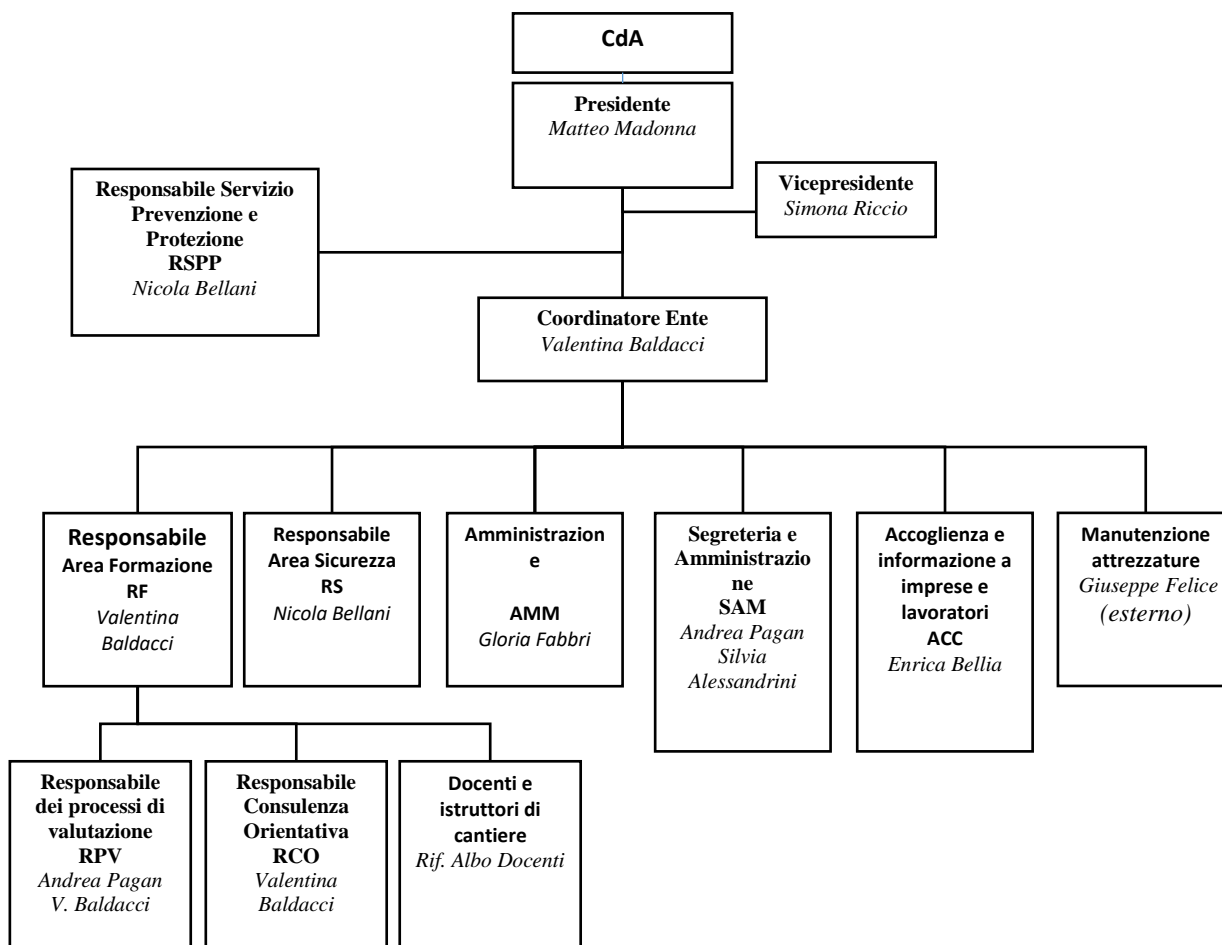 CdA
Presidente
Matteo Madonna
Responsabile Servizio
Prevenzione e
Protezione
RSPP
Nicola Bellani
Vicepresidente
Simona Riccio
Coordinatore Ente
Valentina Baldacci
Responsabile
Area Formazione
RF
Valentina
Baldacci
Responsabile
Area Sicurezza
RS
Nicola Bellani
Amministrazion
e
AMM
Gloria Fabbri
Segreteria e
Amministrazio
ne
SAM
Andrea Pagan
Silvia
Alessandrini
Accoglienza e
informazione a
imprese e
lavoratori
ACC
Enrica Bellia
Manutenzione
attrezzature
Giuseppe Felice
(esterno)
Responsabile
dei processi di
valutazione
RPV
Andrea Pagan
V. Baldacci
Responsabile
Consulenza
Orientativa
RCO
Valentina
Baldacci
Docenti e
istruttori di
cantiere
Rif. Albo Docenti